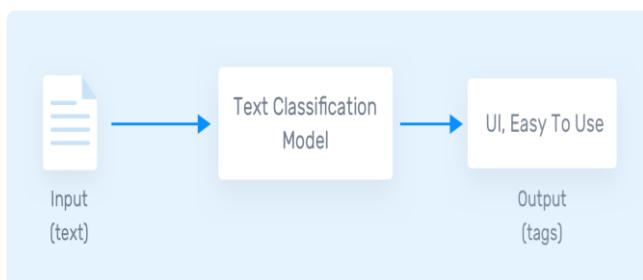 Text Classification
Model
UI, Easy To Use
Input
(text)
Output
(tags)